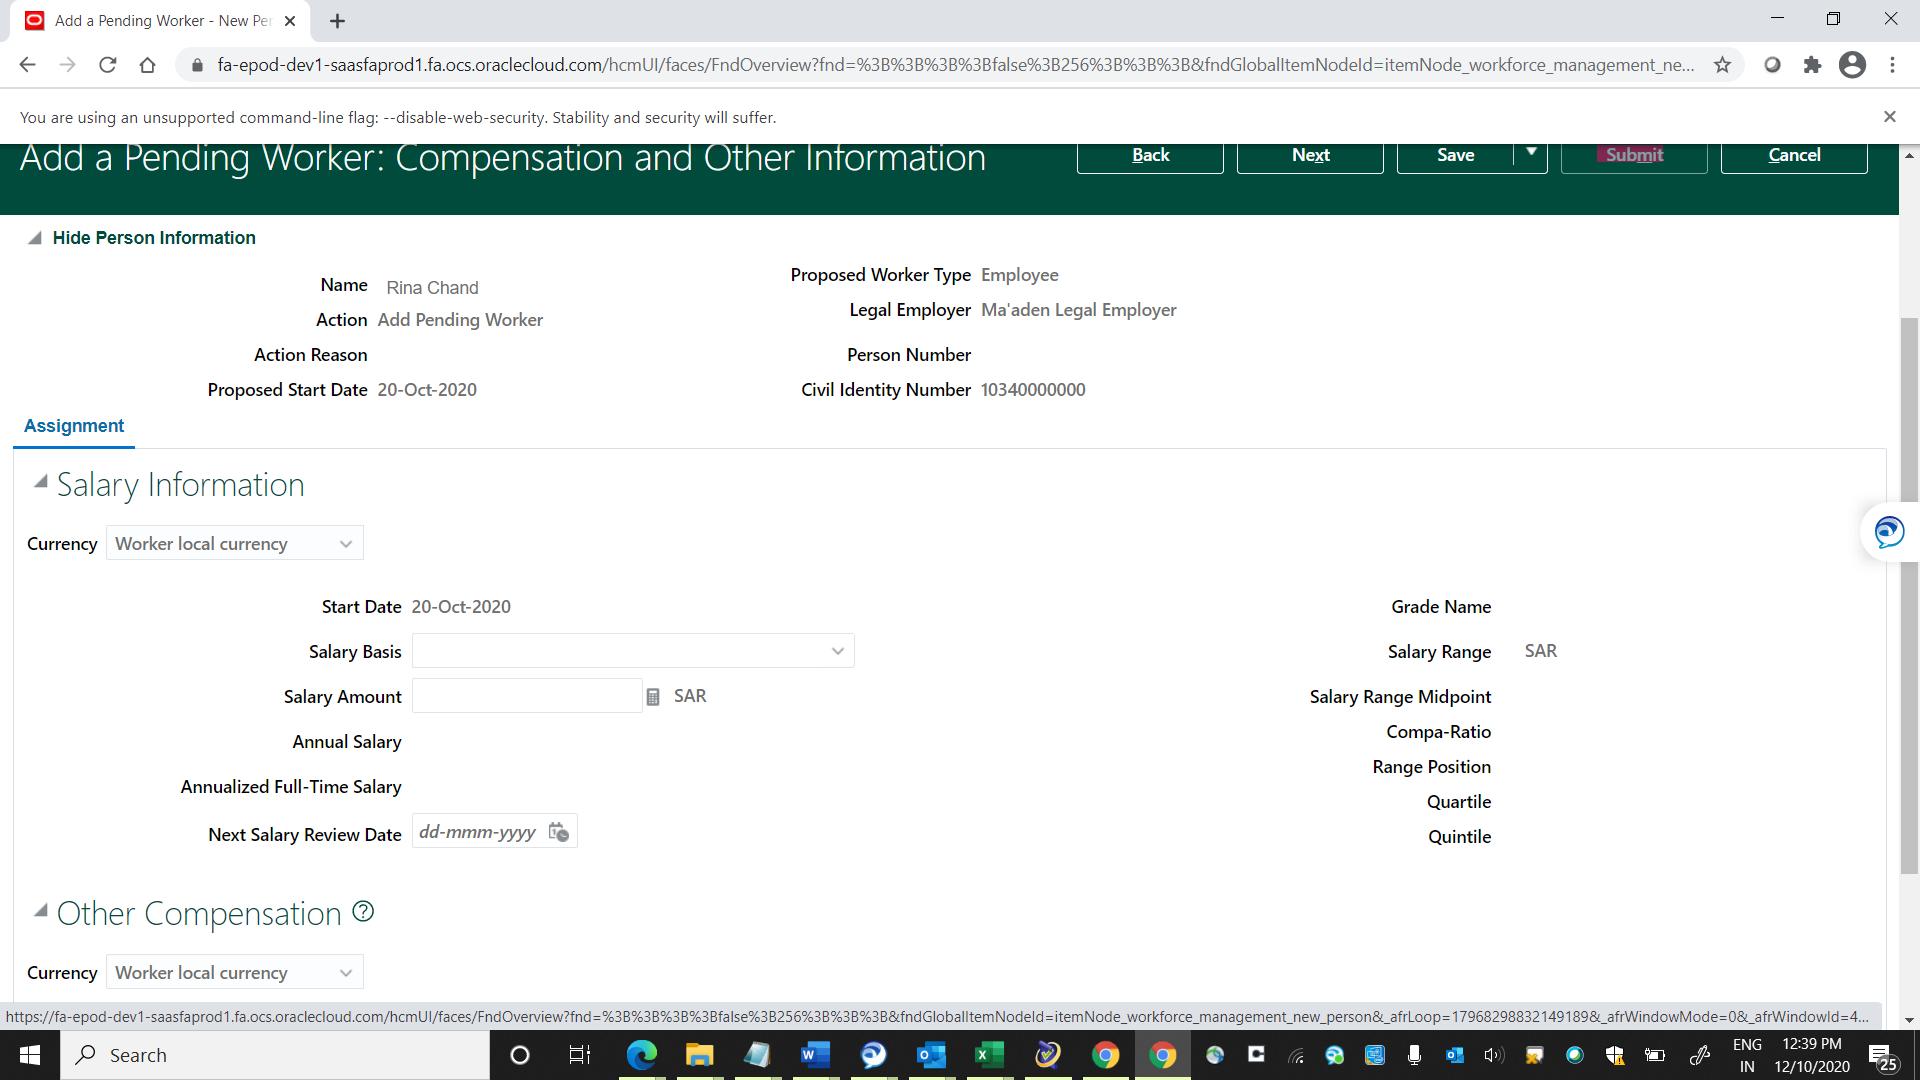 Add a Pending Worker - New Per
fa-epod-dev1-saasfaprod1.fa.ocs.oraclecloud.com/hcmUI/faces/FndOverview?fnd=%3B%3B%3B%3Bfalse%3B256%3B%3B%3B&fndGlobalItemNodeId=itemNode_workforce_management_ne...
You are using an unsupported command-line flag: --disable-web-security. Stability and security will suffer.
Add a Pending Worker: Compensation and Other Information
Back
Next
Save
Submit
Cancel
Hide Person Information
Name Rina Chand
Action Add Pending Worker
Action Reason
Proposed Start Date 20-Oct-2020
Proposed Worker Type Employee
Legal Employer Ma'aden Legal Employer
Person Number
Civil Identity Number 10340000000
Assignment
Salary Information
Currency Worker local currency
Start Date 20-Oct-2020
Salary Basis
Salary Amount SAR
Annual Salary
Annualized Full-Time Salary
Next Salary Review Date dd-mmm-yyyy
Grade Name
Salary Range SAR
Salary Range Midpoint
Compa-Ratio
Range Position
Quartile
Quintile
Other Compensation
Currency Worker local currency
https://fa-epod-dev1-saasfaprod1.fa.ocs.oraclecloud.com/hcmUI/faces/FndOverview?fnd=%3B%3B%3B%3Bfalse%3B256%3B%3B%3B&fndGlobalItemNodeId=itemNode_workforce_management_new_person&_afrLoop=17968298832149189&_afrWindowMode=0&_afrWindowId=4...
Search
ENG
IN
12:39 PM
12/10/2020
25